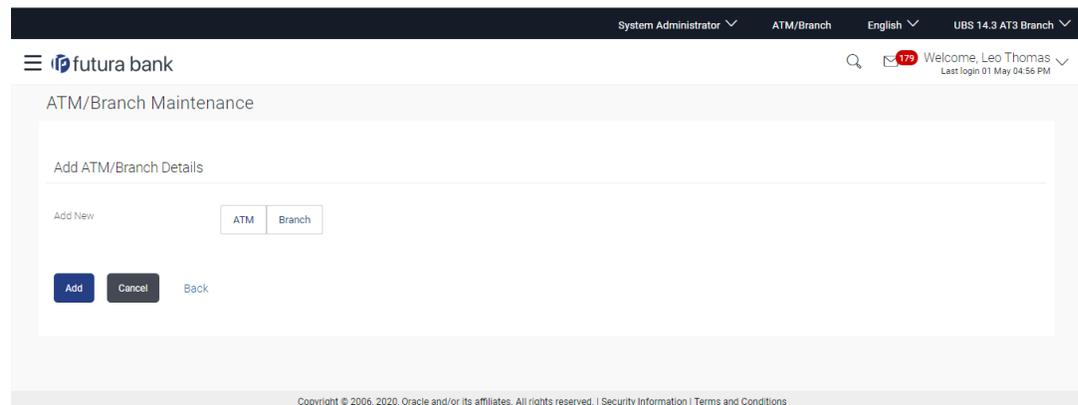 System Administrator ATM/Branch English UBS 14.3 AT3 Branch
futura bank 179 Welcome, Leo Thomas
Last login 01 May 04:56 PM
ATM/Branch Maintenance
Add ATM/Branch Details
Add New ATM Branch
Add Cancel Back
Copyright © 2006, 2020, Oracle and/or its affiliates. All rights reserved. | Security Information | Terms and Conditions